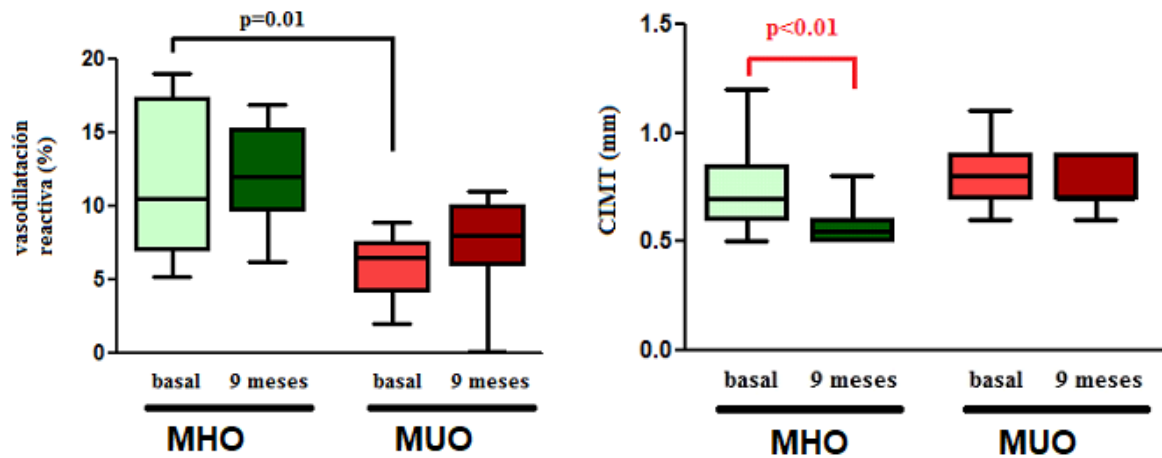 p=0.01
vasodilatación
reactiva (%)
20
15
10
5
0
basal 9 meses basal 9 meses
MHO MUO
p<0.01
CIMT (mm)
1.5
1.0
0.5
0.0
basal 9 meses basal 9 meses
MHO MUO